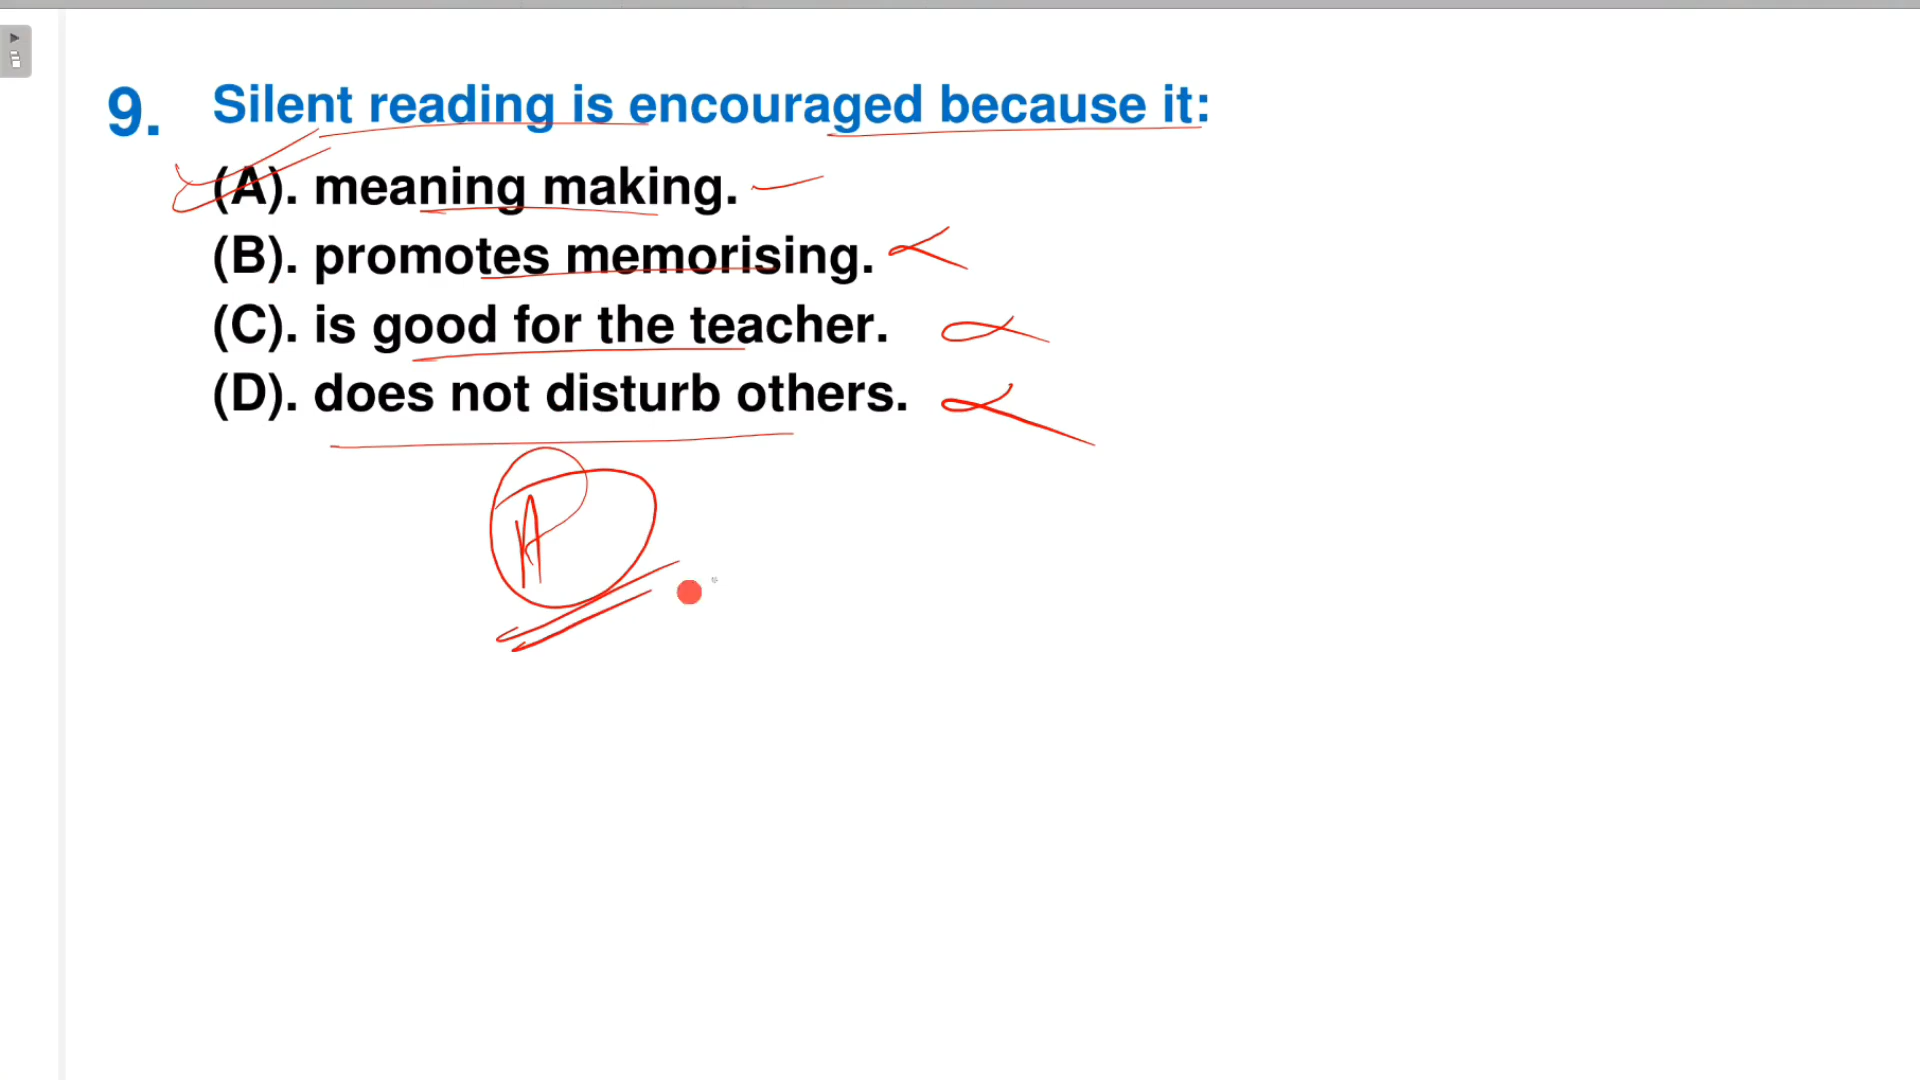 9. Silent reading is encouraged because it:
(A). meaning making.
(B). promotes memorising.
(C). is good for the teacher.
(D). does not disturb others.
A